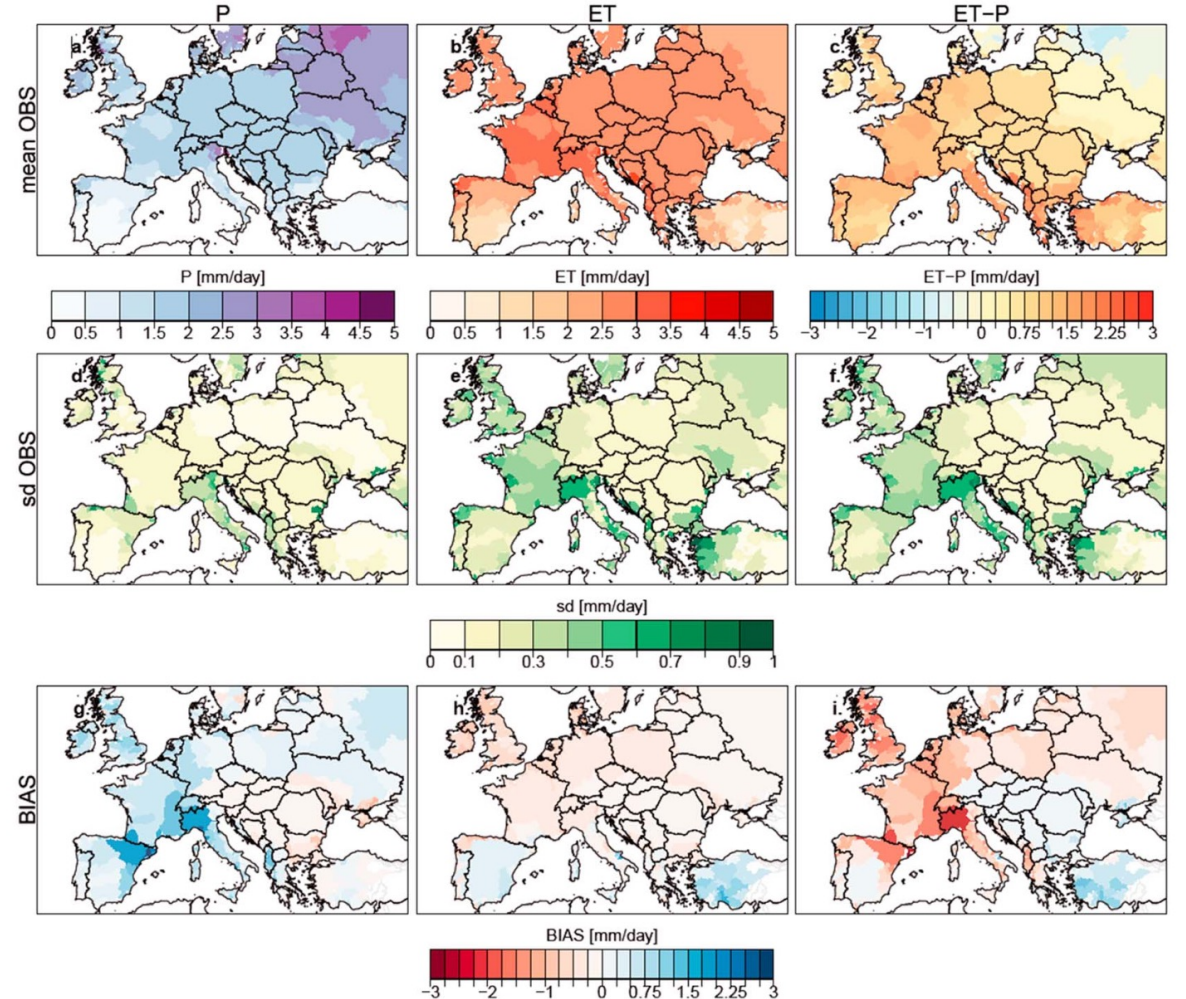 P ET ET−P
mean OBS
a. b. c.
P [mm/day] ET [mm/day] ET−P [mm/day]
0 0.5 1 1.5 2 2.5 3 3.5 4 4.5 5 0 0.5 1 1.5 2 2.5 3 3.5 4 4.5 5 −3 −2 −1 0 0.75 1.5 2.25 3
sd OBS
d. e. f.
sd [mm/day]
0 0.1 0.3 0.5 0.7 0.9 1
BIAS
g. h. i.
BIAS [mm/day]
−3 −2 −1 0 0.75 1.5 2.25 3